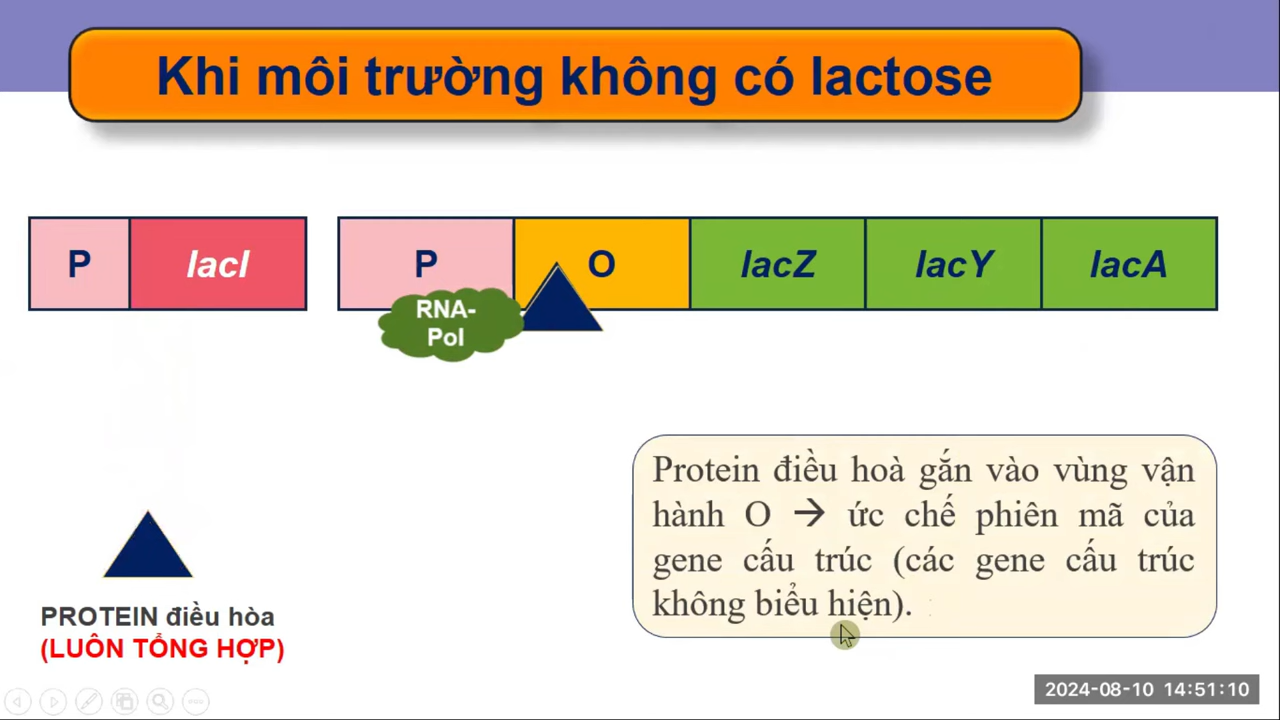 Khi môi trường không có lactose
P lacI P O lacZ lacY lacA
RNA-
Pol
Protein điều hoà gắn vào vùng vận
hành O → ức chế phiên mã của
gene cấu trúc (các gene cấu trúc
không biểu hiện).
PROTEIN điều hòa
(LUÔN TỔNG HỢP)
2024-08-10 14:51:10